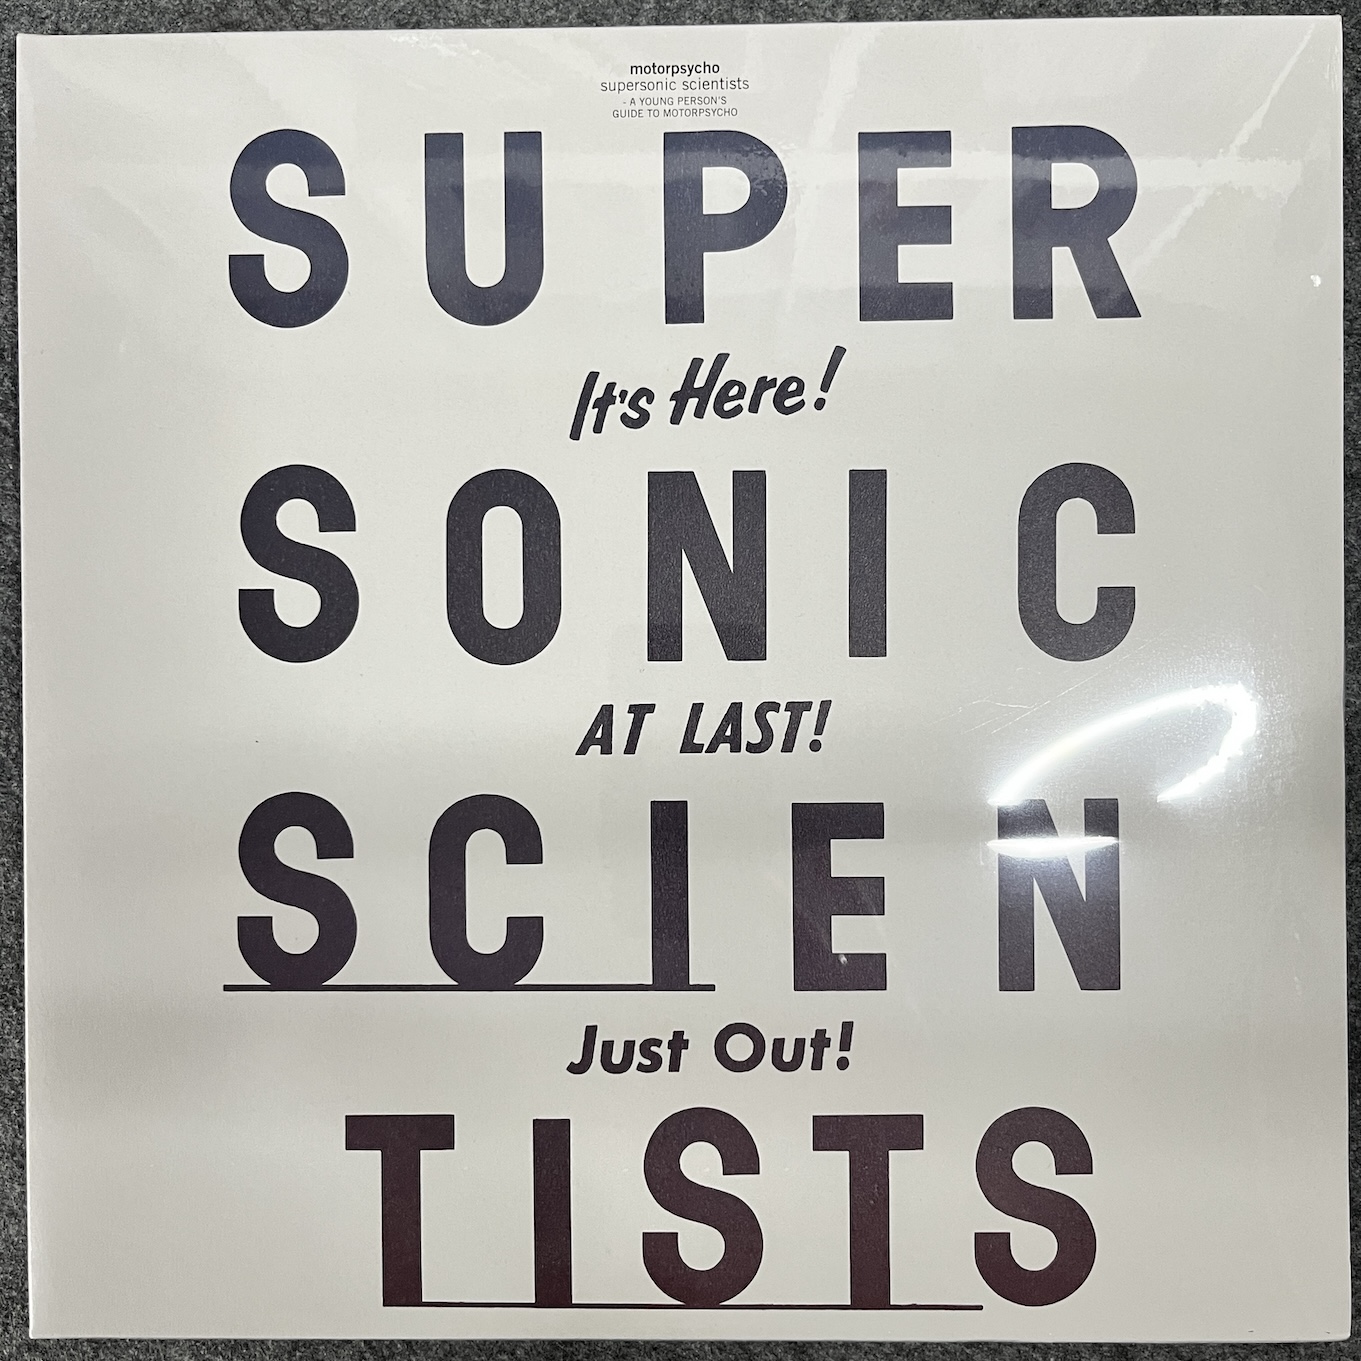 motorpsycho
supersonic scientists
- A YOUNG PERSON'S
GUIDE TO MOTORPSYCHO
SUPER
It's Here!
SONIC
AT LAST!
SCIEN
Just Out!
TISTS